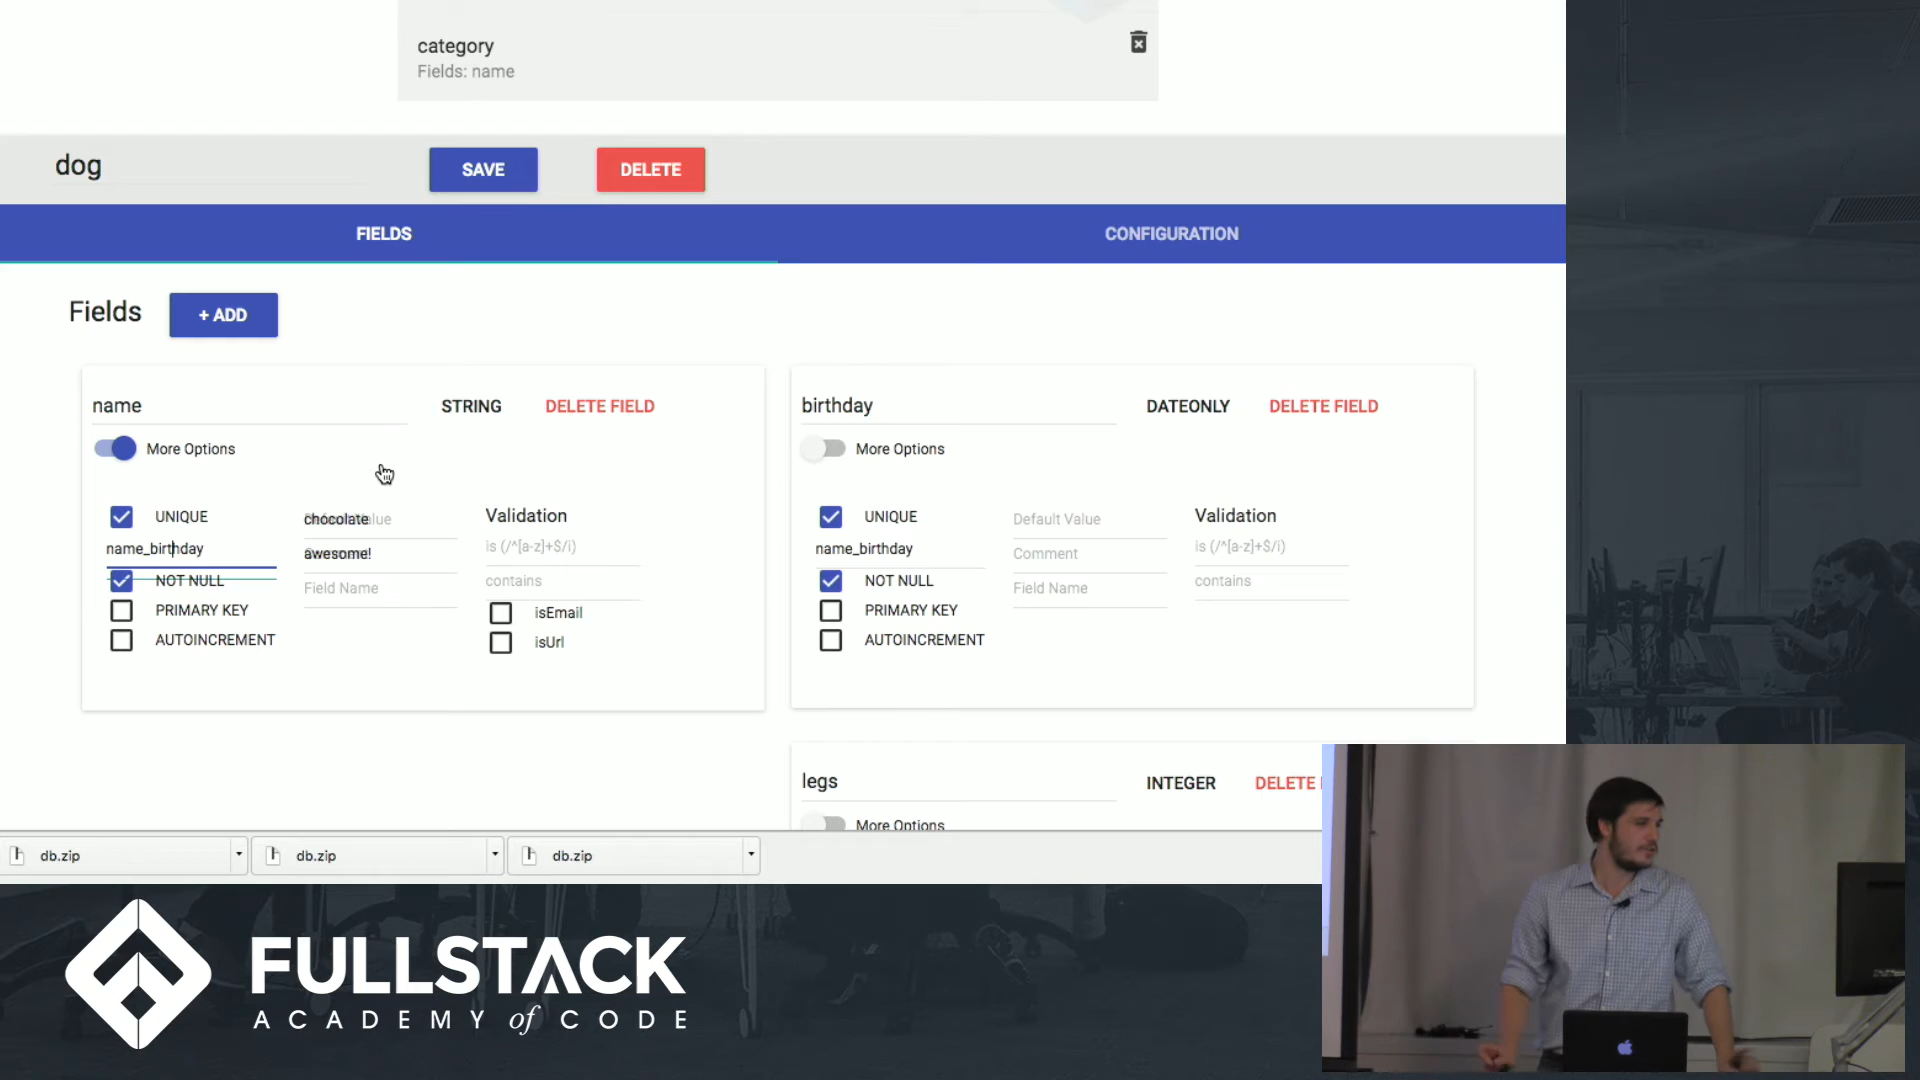 category
Fields: name
dog
SAVE
DELETE
FIELDS
CONFIGURATION
Fields
+ ADD
name
STRING
DELETE FIELD
More Options
UNIQUE
chocolate
Validation
name_birthday
awesome!
is (/^[a-z]+$/i)
NOT NULL
Field Name
contains
PRIMARY KEY
isEmail
AUTOINCREMENT
isUrl
birthday
DATEONLY
DELETE FIELD
More Options
UNIQUE
Default Value
Validation
name_birthday
Comment
is (/^[a-z]+$/i)
NOT NULL
Field Name
contains
PRIMARY KEY
AUTOINCREMENT
legs
INTEGER
DELETE
More Options
db.zip
db.zip
db.zip
FULLSTACK
ACADEMY of CODE